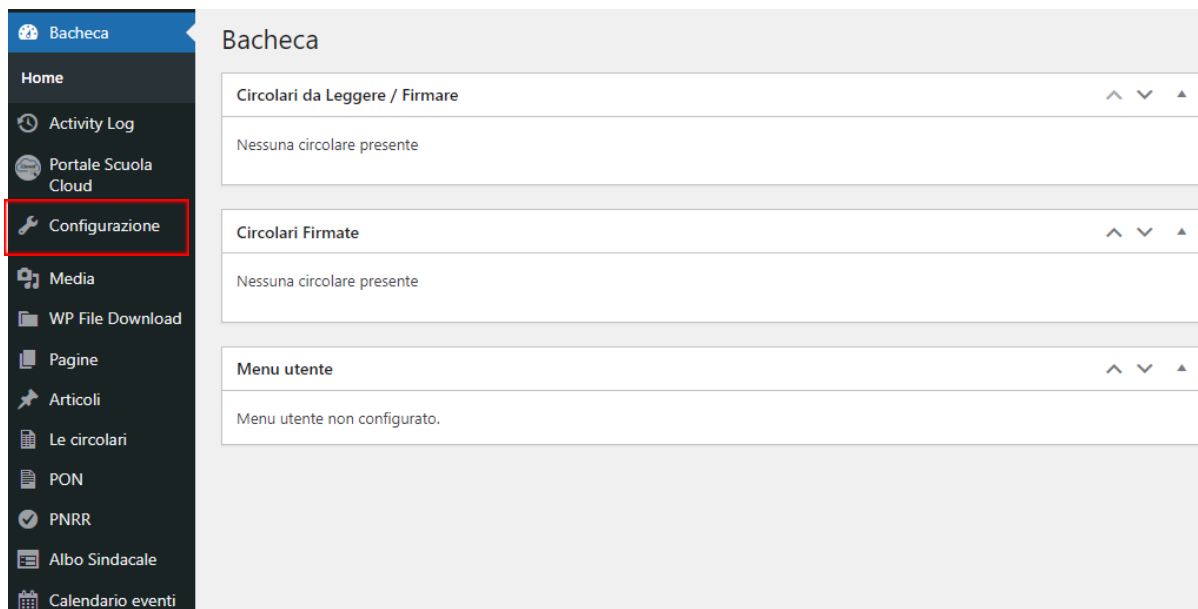 Bacheca
Home
Activity Log
Portale Scuola
Cloud
Configurazione
Media
WP File Download
Pagine
Articoli
Le circolari
PON
PNRR
Albo Sindacale
Calendario eventi
Bacheca
Circolari da Leggere / Firmare
Nessuna circolare presente
Circolari Firmate
Nessuna circolare presente
Menu utente
Menu utente non configurato.